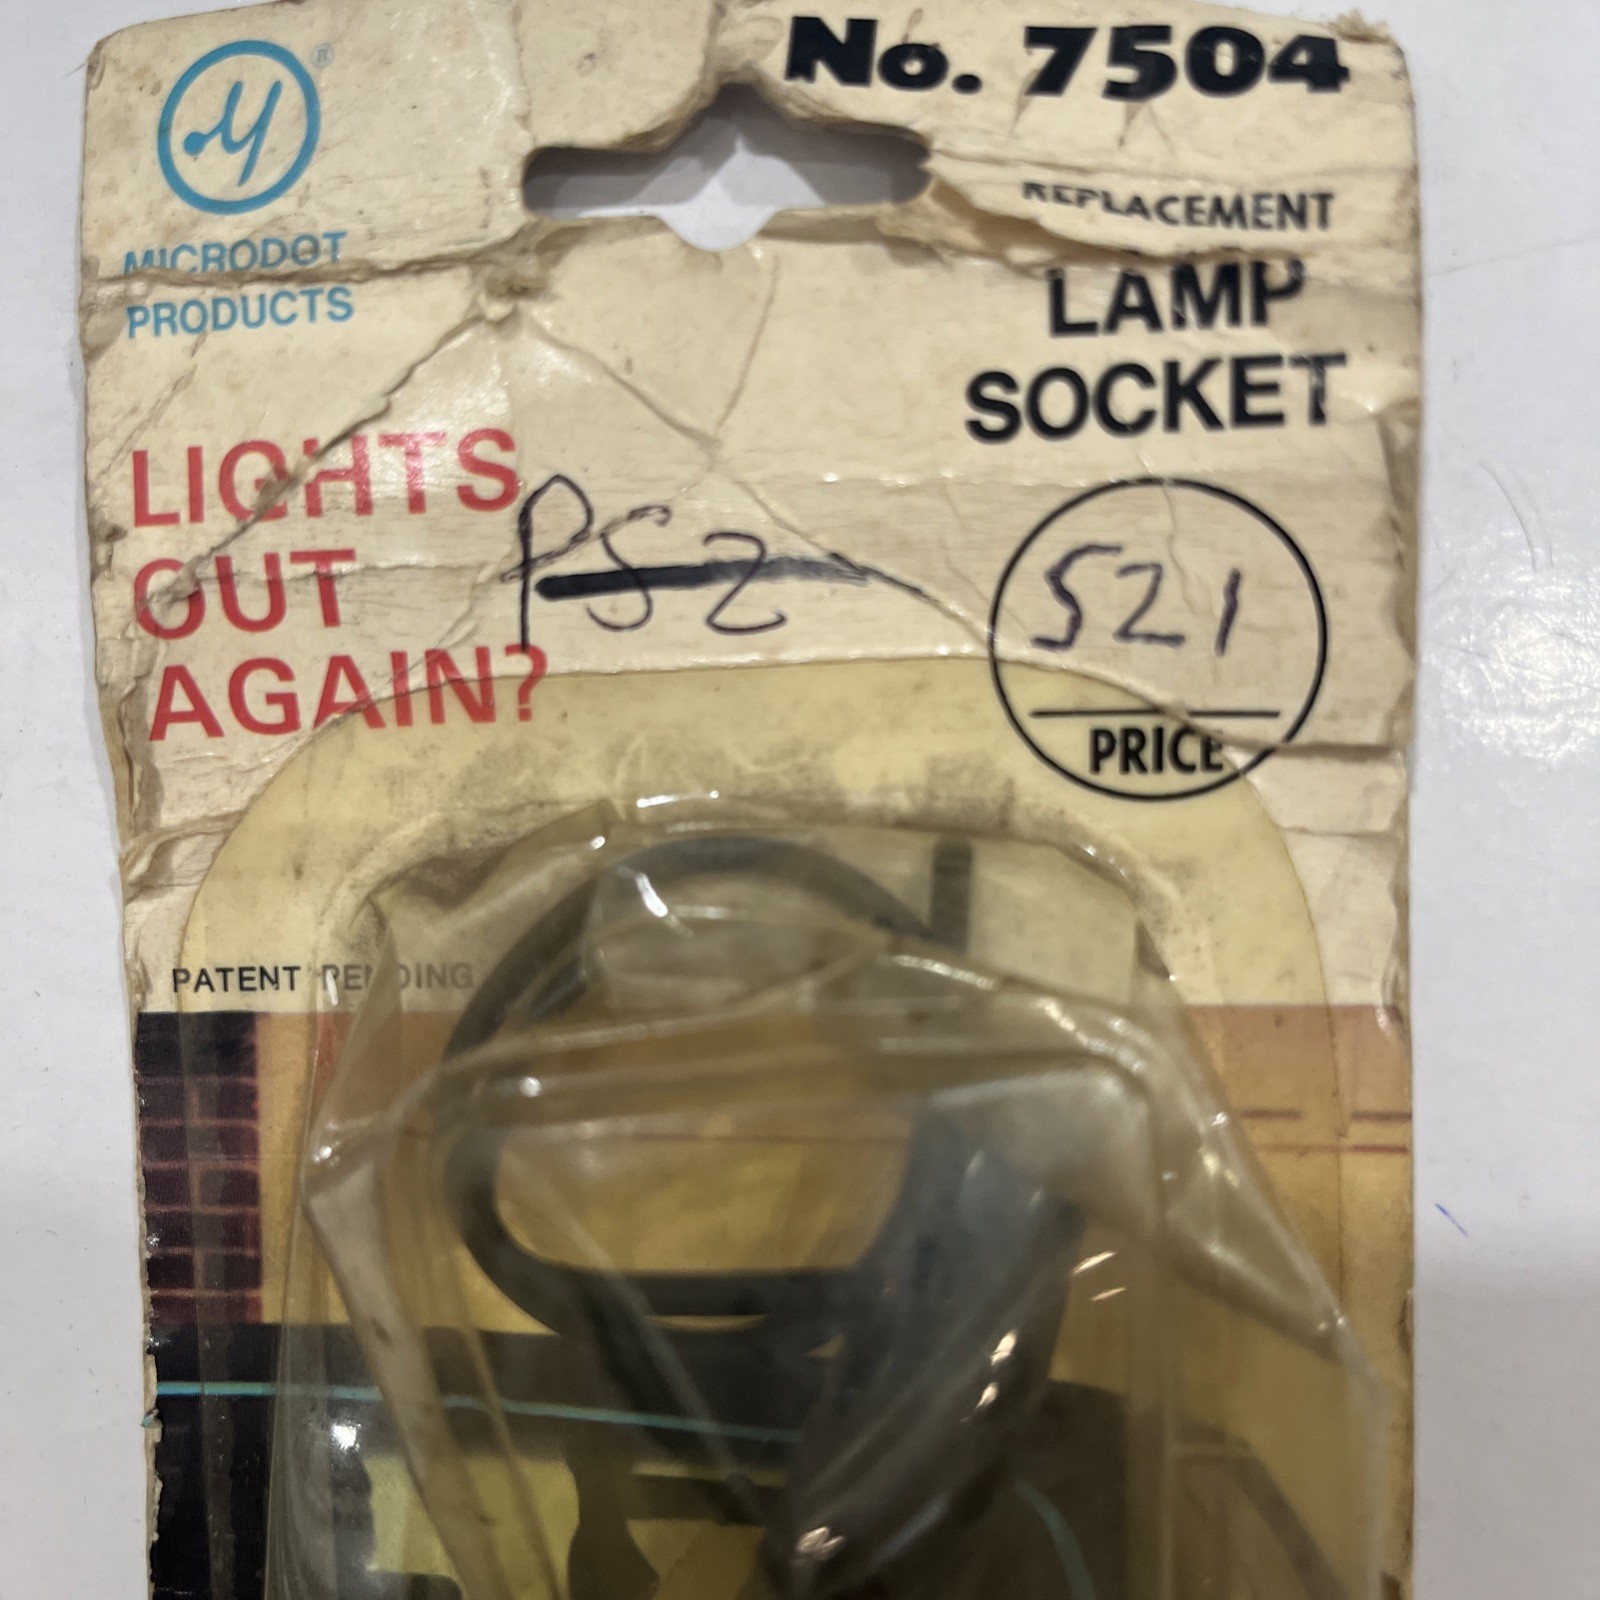 No. 7504
®
MICRODOT
PRODUCTS
REPLACEMENT
LAMP
SOCKET
LIGHTS
OUT
AGAIN?
PS2
521
PRICE
PATENT PENDING